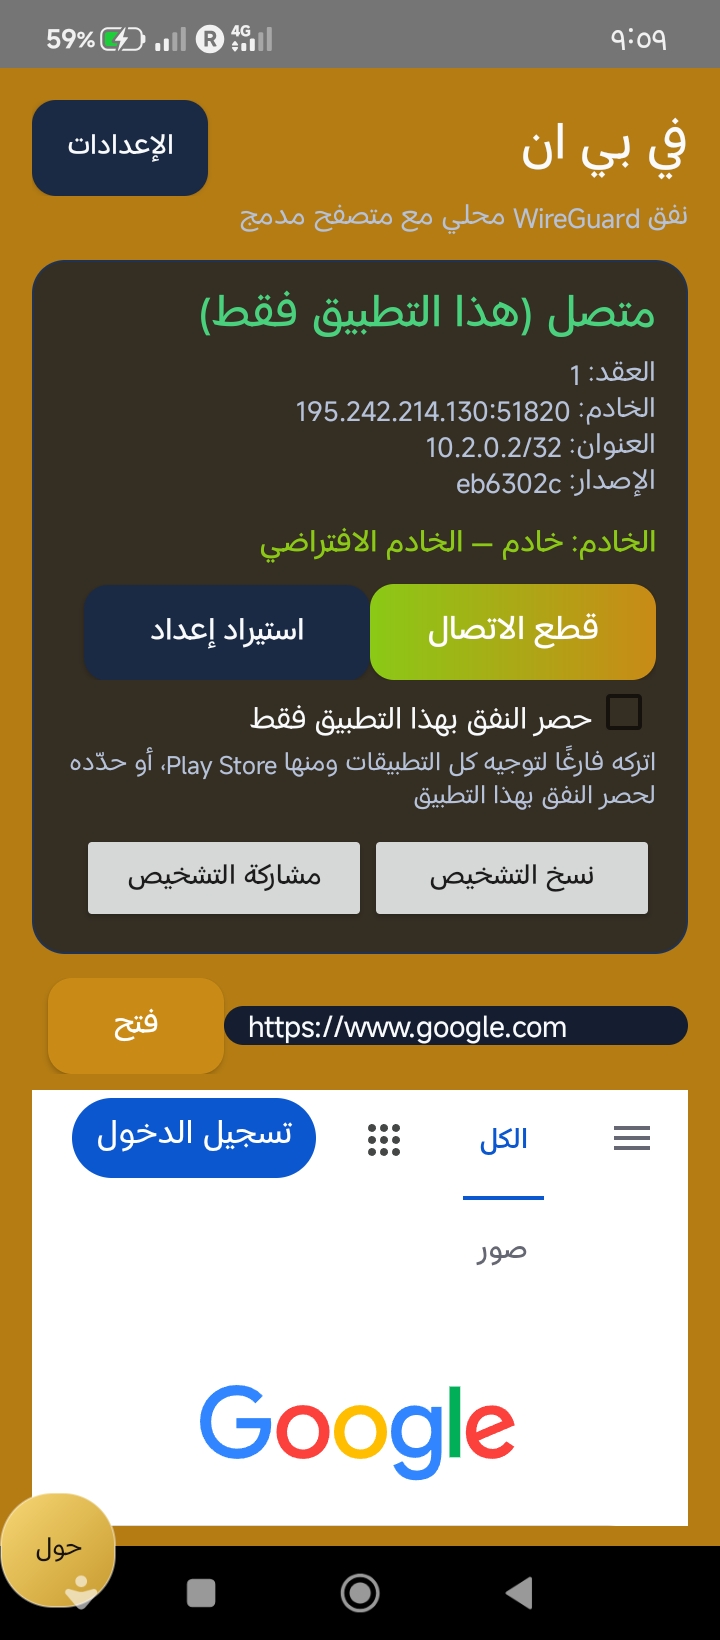 59%
R
4G
٩:٥٩
في بي ان
الإعدادات
نفق WireGuard محلي مع متصفح مدمج
متصل (هذا التطبيق فقط)
العقد: 1
الخادم: 195.242.214.130:51820
العنوان: 10.2.0.2/32
الإصدار: eb6302c
الخادم: خادم – الخادم الافتراضي
قطع الاتصال
استيراد إعداد
حصر النفق بهذا التطبيق فقط
اتركه فارغًا لتوجيه كل التطبيقات ومنها Play Store، أو حدّده
لحصر النفق بهذا التطبيق
نسخ التشخيص
مشاركة التشخيص
https://www.google.com
فتح
الكل
تسجيل الدخول
صور
Google
حول